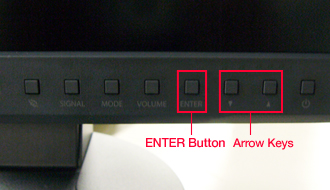 SIGNAL MODE VOLUME ENTER
ENTER Button Arrow Keys